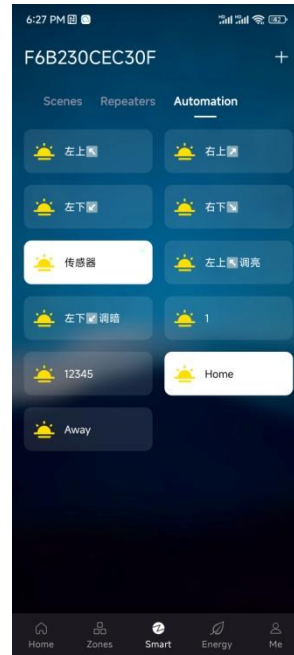 6:27 PM
F6B230CEC30F +
Scenes Repeaters Automation
左上↖️ 右上↗️
左下↙️ 右下↘️
传感器 左上↖️调亮
左下↙️调暗 1
12345 Home
Away
Home Zones Smart Energy Me